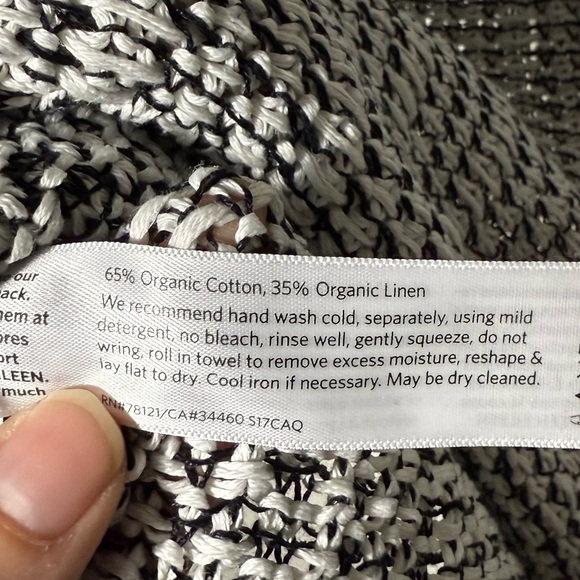 our
ack.
hem at
ores
ort
LEEN.
much
65% Organic Cotton, 35% Organic Linen
We recommend hand wash cold, separately, using mild
detergent, no bleach, rinse well, gently squeeze, do not
wring, roll in towel to remove excess moisture, reshape &
lay flat to dry. Cool iron if necessary. May be dry cleaned.
RN#78121/CA#34460 S17CAQ